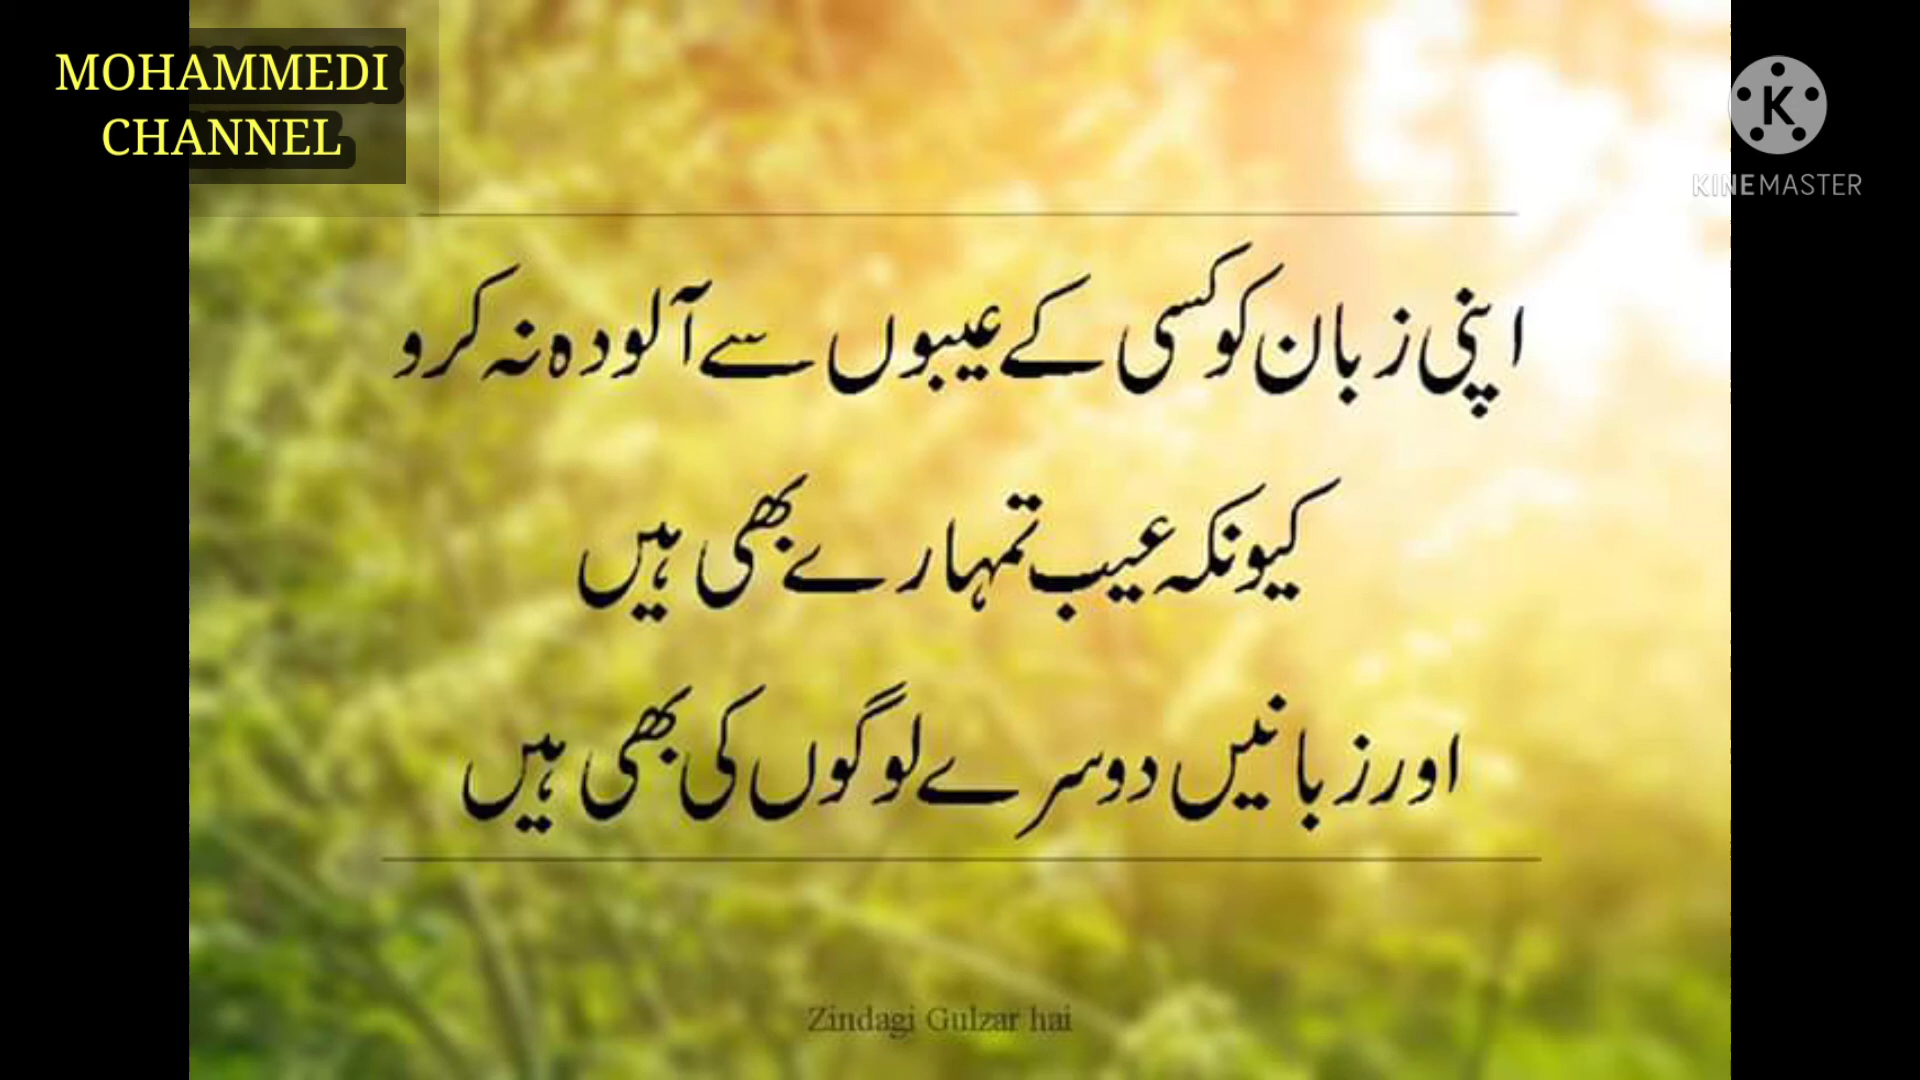 MOHAMMEDI
CHANNEL
KINEMASTER
اپنی زبان کو کسی کے عیبوں سے آلودہ نہ کرو
کیونکہ عیب تمہارے بھی ہیں
اور زبانیں دوسرے لوگوں کی بھی ہیں
Zindagi Gulzar hai